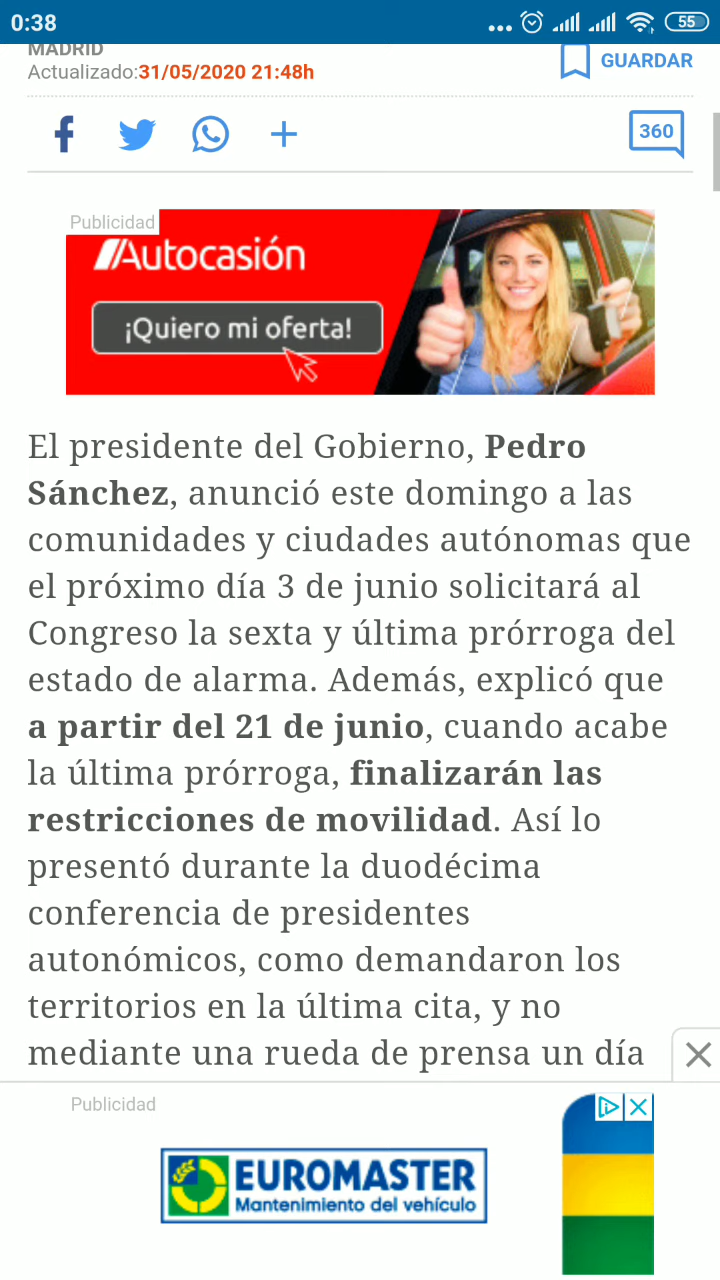 0:38
55
MADRID
Actualizado:31/05/2020 21:48h
GUARDAR
360
Publicidad
Autocasión
¡Quiero mi oferta!
El presidente del Gobierno, Pedro
Sánchez, anunció este domingo a las
comunidades y ciudades autónomas que
el próximo día 3 de junio solicitará al
Congreso la sexta y última prórroga del
estado de alarma. Además, explicó que
a partir del 21 de junio, cuando acabe
la última prórroga, finalizarán las
restricciones de movilidad. Así lo
presentó durante la duodécima
conferencia de presidentes
autonómicos, como demandaron los
territorios en la última cita, y no
mediante una rueda de prensa un día
Publicidad
EUROMASTER
Mantenimiento del vehículo